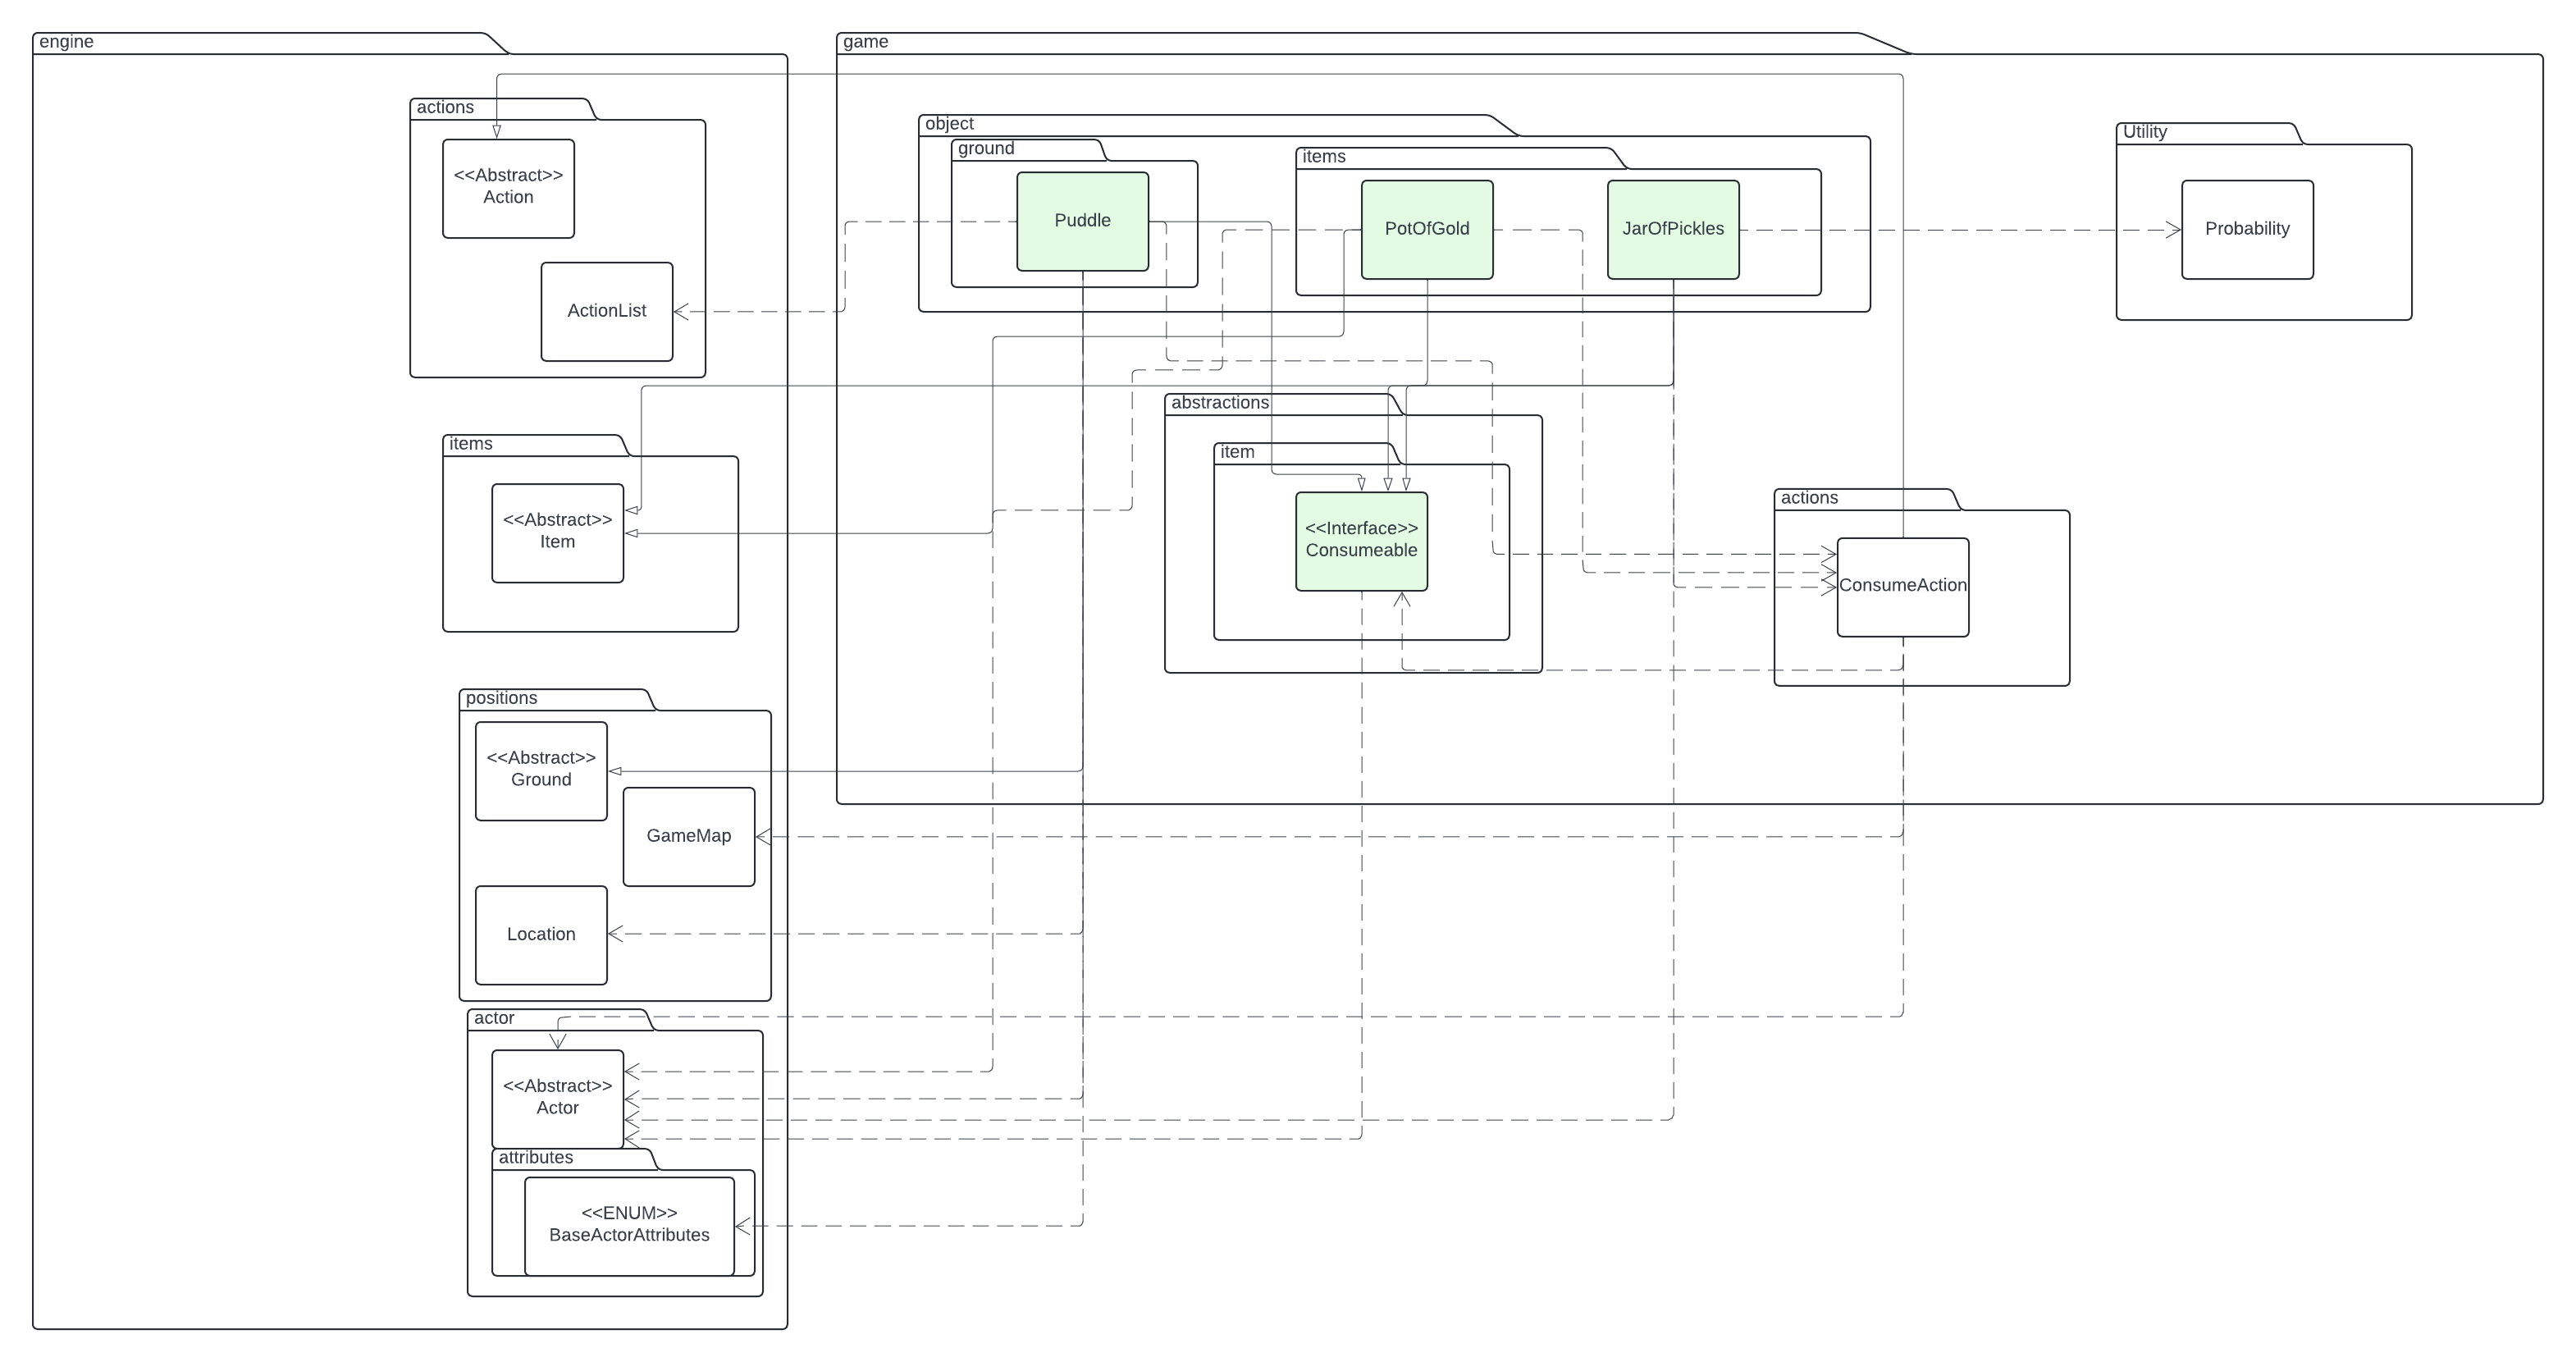 engine
actions
<<Abstract>>
Action
ActionList
items
<<Abstract>>
Item
positions
<<Abstract>>
Ground
GameMap
Location
actor
<<Abstract>>
Actor
attributes
<<ENUM>>
BaseActorAttributes
game
object
ground
Puddle
items
PotOfGold
JarOfPickles
Utility
Probability
abstractions
item
<<Interface>>
Consumeable
actions
ConsumeAction